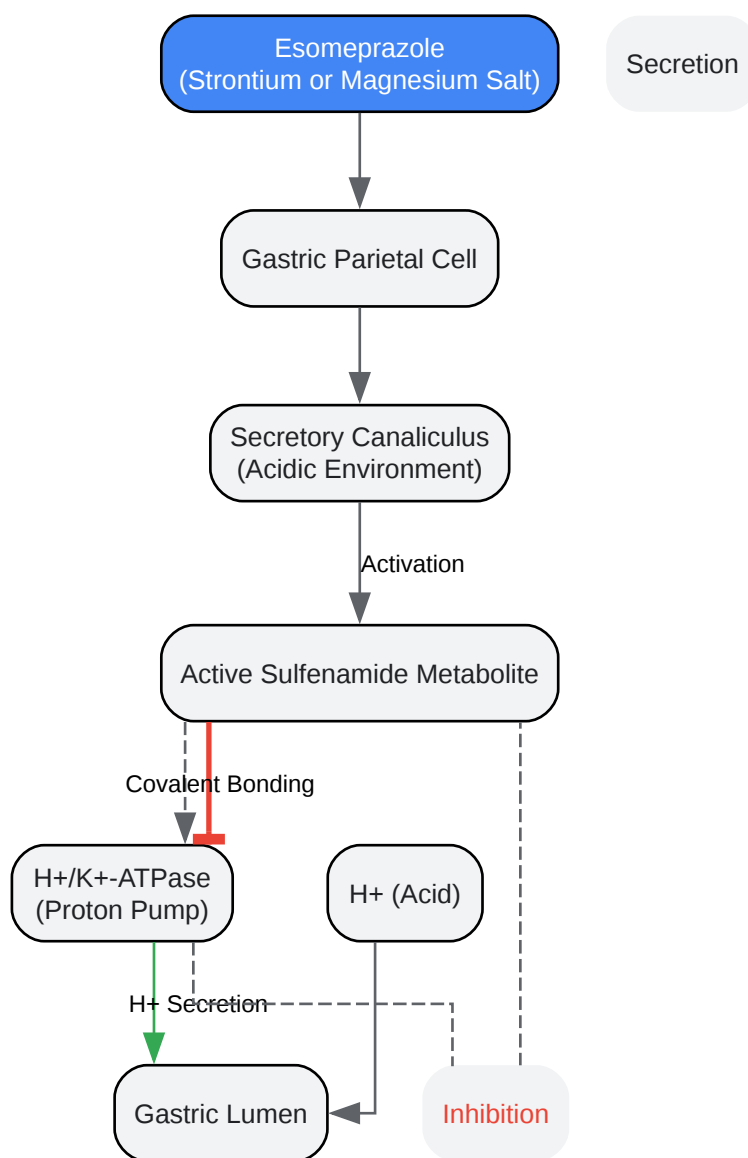 Esomeprazole
(Strontium or Magnesium Salt)
Secretion
Gastric Parietal Cell
Secretory Canaliculus
(Acidic Environment)
Activation
Active Sulfenamide Metabolite
Covalent Bonding
H+/K+-ATPase
(Proton Pump)
H+ (Acid)
H+ Secretion
Gastric Lumen
Inhibition